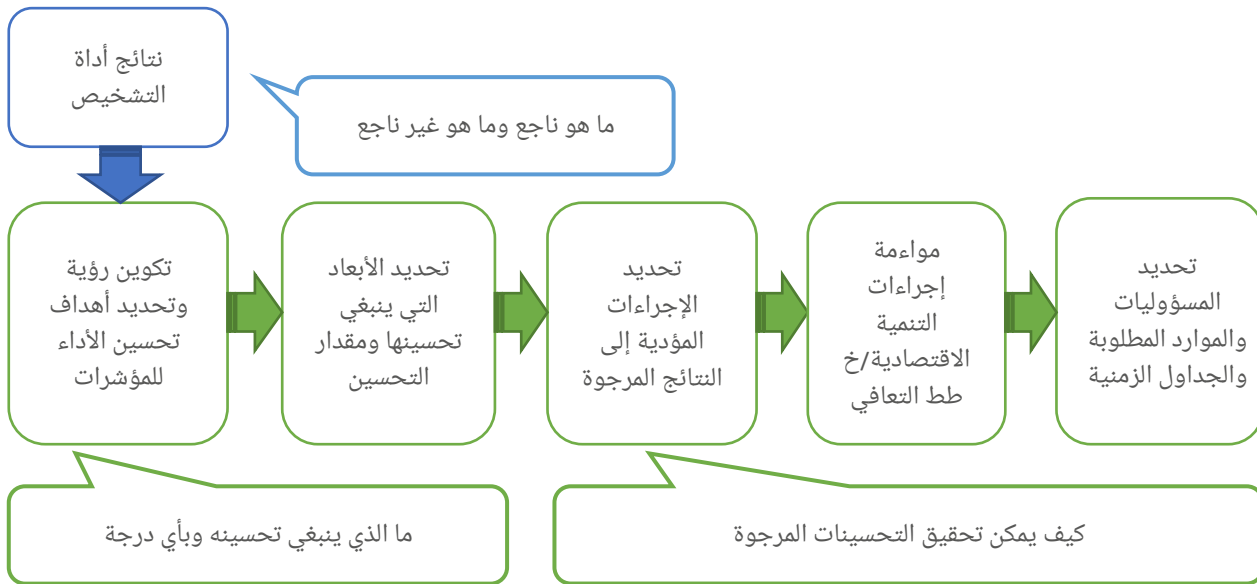 نتائج أداة
التشخيص
ما هو ناجع وما هو غير ناجع
تكوين رؤية
وتحديد أهداف
تحسين الأداء
للمؤشرات
تحديد الأبعاد
التي ينبغي
تحسينها ومقدار
التحسين
تحديد
الإجراءات
المؤدية إلى
النتائج المرجوة
مواءمة
إجراءات
التنمية
الاقتصادية/خ
طط التعافي
تحديد
المسؤوليات
والموارد المطلوبة
والجداول الزمنية
ما الذي ينبغي تحسينه وبأي درجة
كيف يمكن تحقيق التحسينات المرجوة